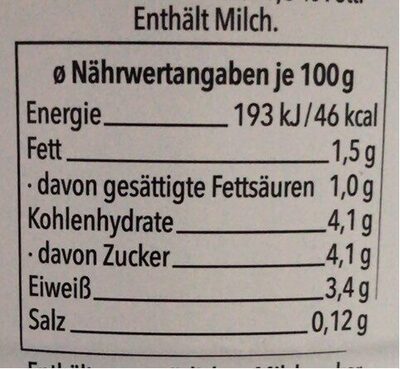 Enthält Milch.
ø Nährwertangaben je 100g
Energie 193 kJ/46 kcal
Fett 1,5 g
· davon gesättigte Fettsäuren 1,0 g
Kohlenhydrate 4,1 g
· davon Zucker 4,1 g
Eiweiß 3,4 g
Salz 0,12 g